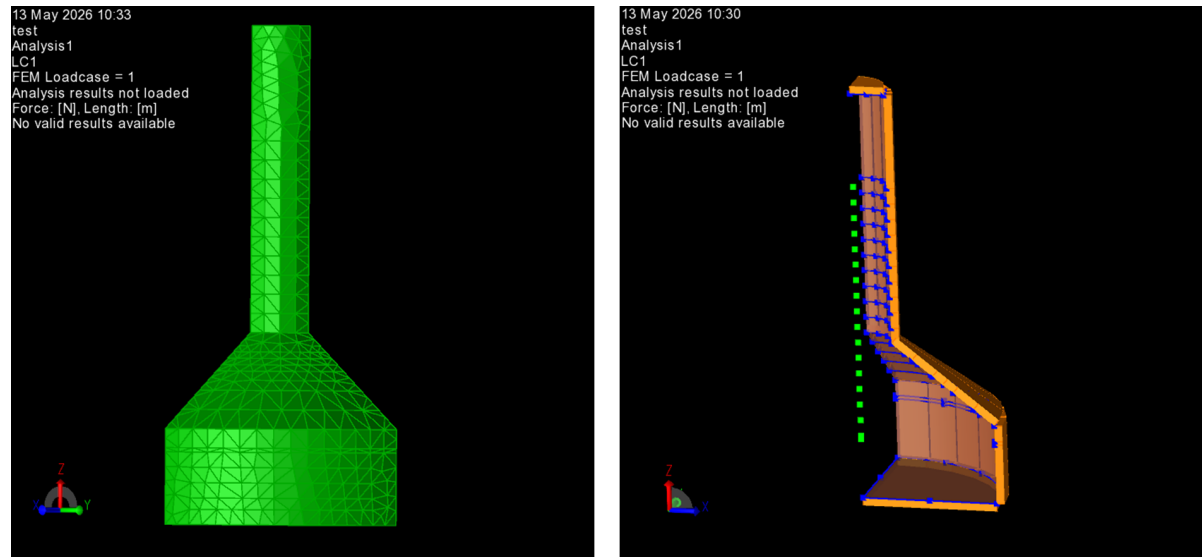 13 May 2026 10:33
test
Analysis1
LC1
FEM Loadcase = 1
Analysis results not loaded
Force: [N], Length: [m]
No valid results available
Z
X
Y
13 May 2026 10:30
test
Analysis1
LC1
FEM Loadcase = 1
Analysis results not loaded
Force: [N], Length: [m]
No valid results available
Z
X